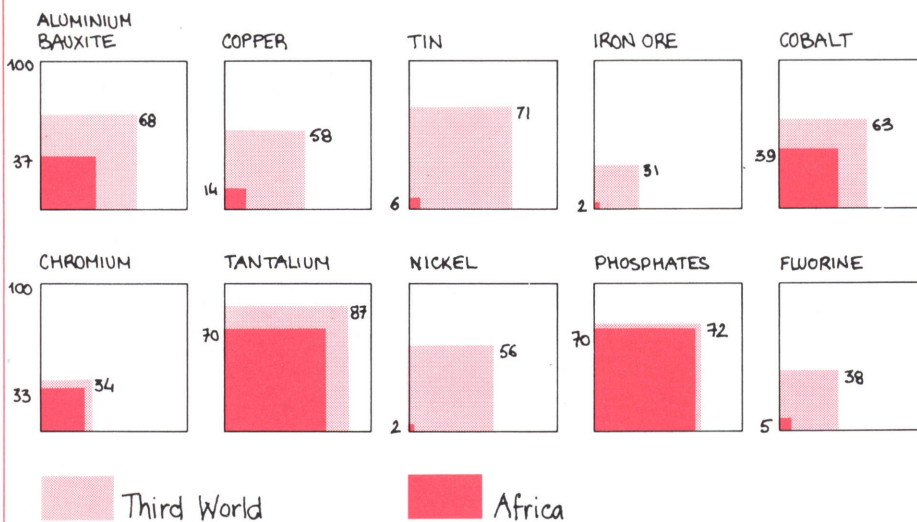 ALUMINIUM
BAUXITE
COPPER
TIN
IRON ORE
COBALT
100
68
37
58
14
71
6
31
2
63
39
CHROMIUM
TANTALIUM
NICKEL
PHOSPHATES
FLUORINE
100
34
33
87
70
56
2
72
70
38
5
Third World
Africa